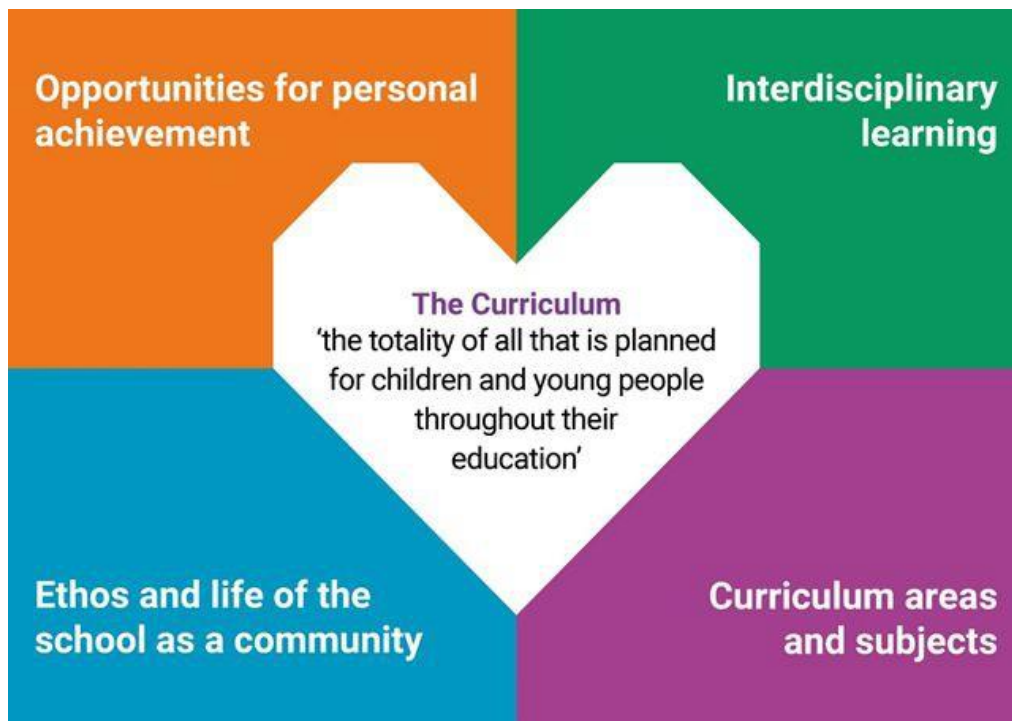 Opportunities for personal
achievement
Interdisciplinary
learning
The Curriculum
‘the totality of all that is planned
for children and young people
throughout their
education’
Ethos and life of the
school as a community
Curriculum areas
and subjects